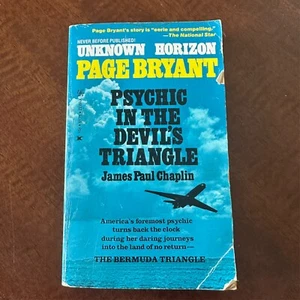 Page Bryant's story is "eerie and compelling."
—The National Star
NEVER BEFORE PUBLISHED!
UNKNOWN HORIZON
PAGE BRYANT
PSYCHIC
IN THE
DEVIL'S
TRIANGLE
James Paul Chaplin
America's foremost psychic
turns back the clock
during her daring journeys
into the land of no return—
THE BERMUDA TRIANGLE